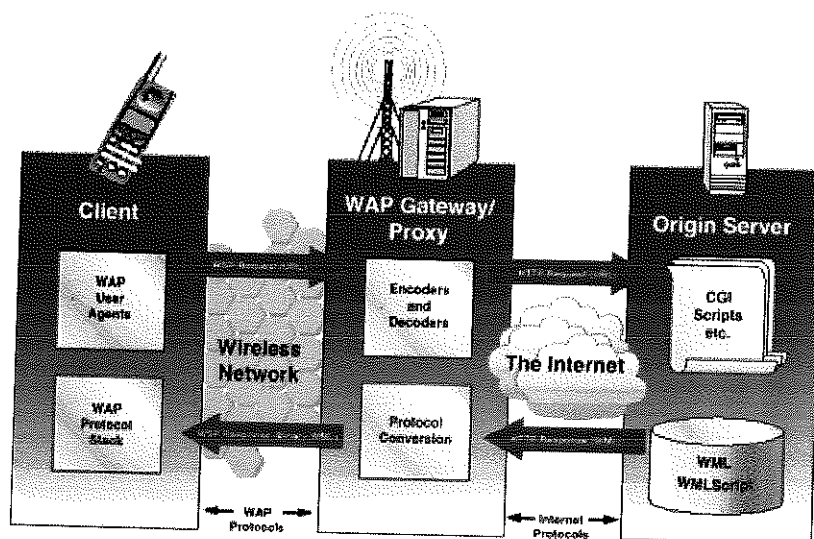 Client
WAP
User
Agents
WAP
Protocol
Stack
Wireless
Network
WAP
Protocols
WAP Gateway/
Proxy
Encoders
and
Decoders
Protocol
Conversion
The Internet
Internet
Protocols
Origin Server
CGI
Scripts
etc.
WML
WMLScript